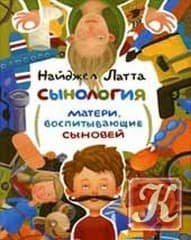 Найджел Латта
СЫНОЛОГИЯ
(МАТЕРИ,
ВОСПИТЫВАЮЩИЕ
СЫНОВЕЙ)
К